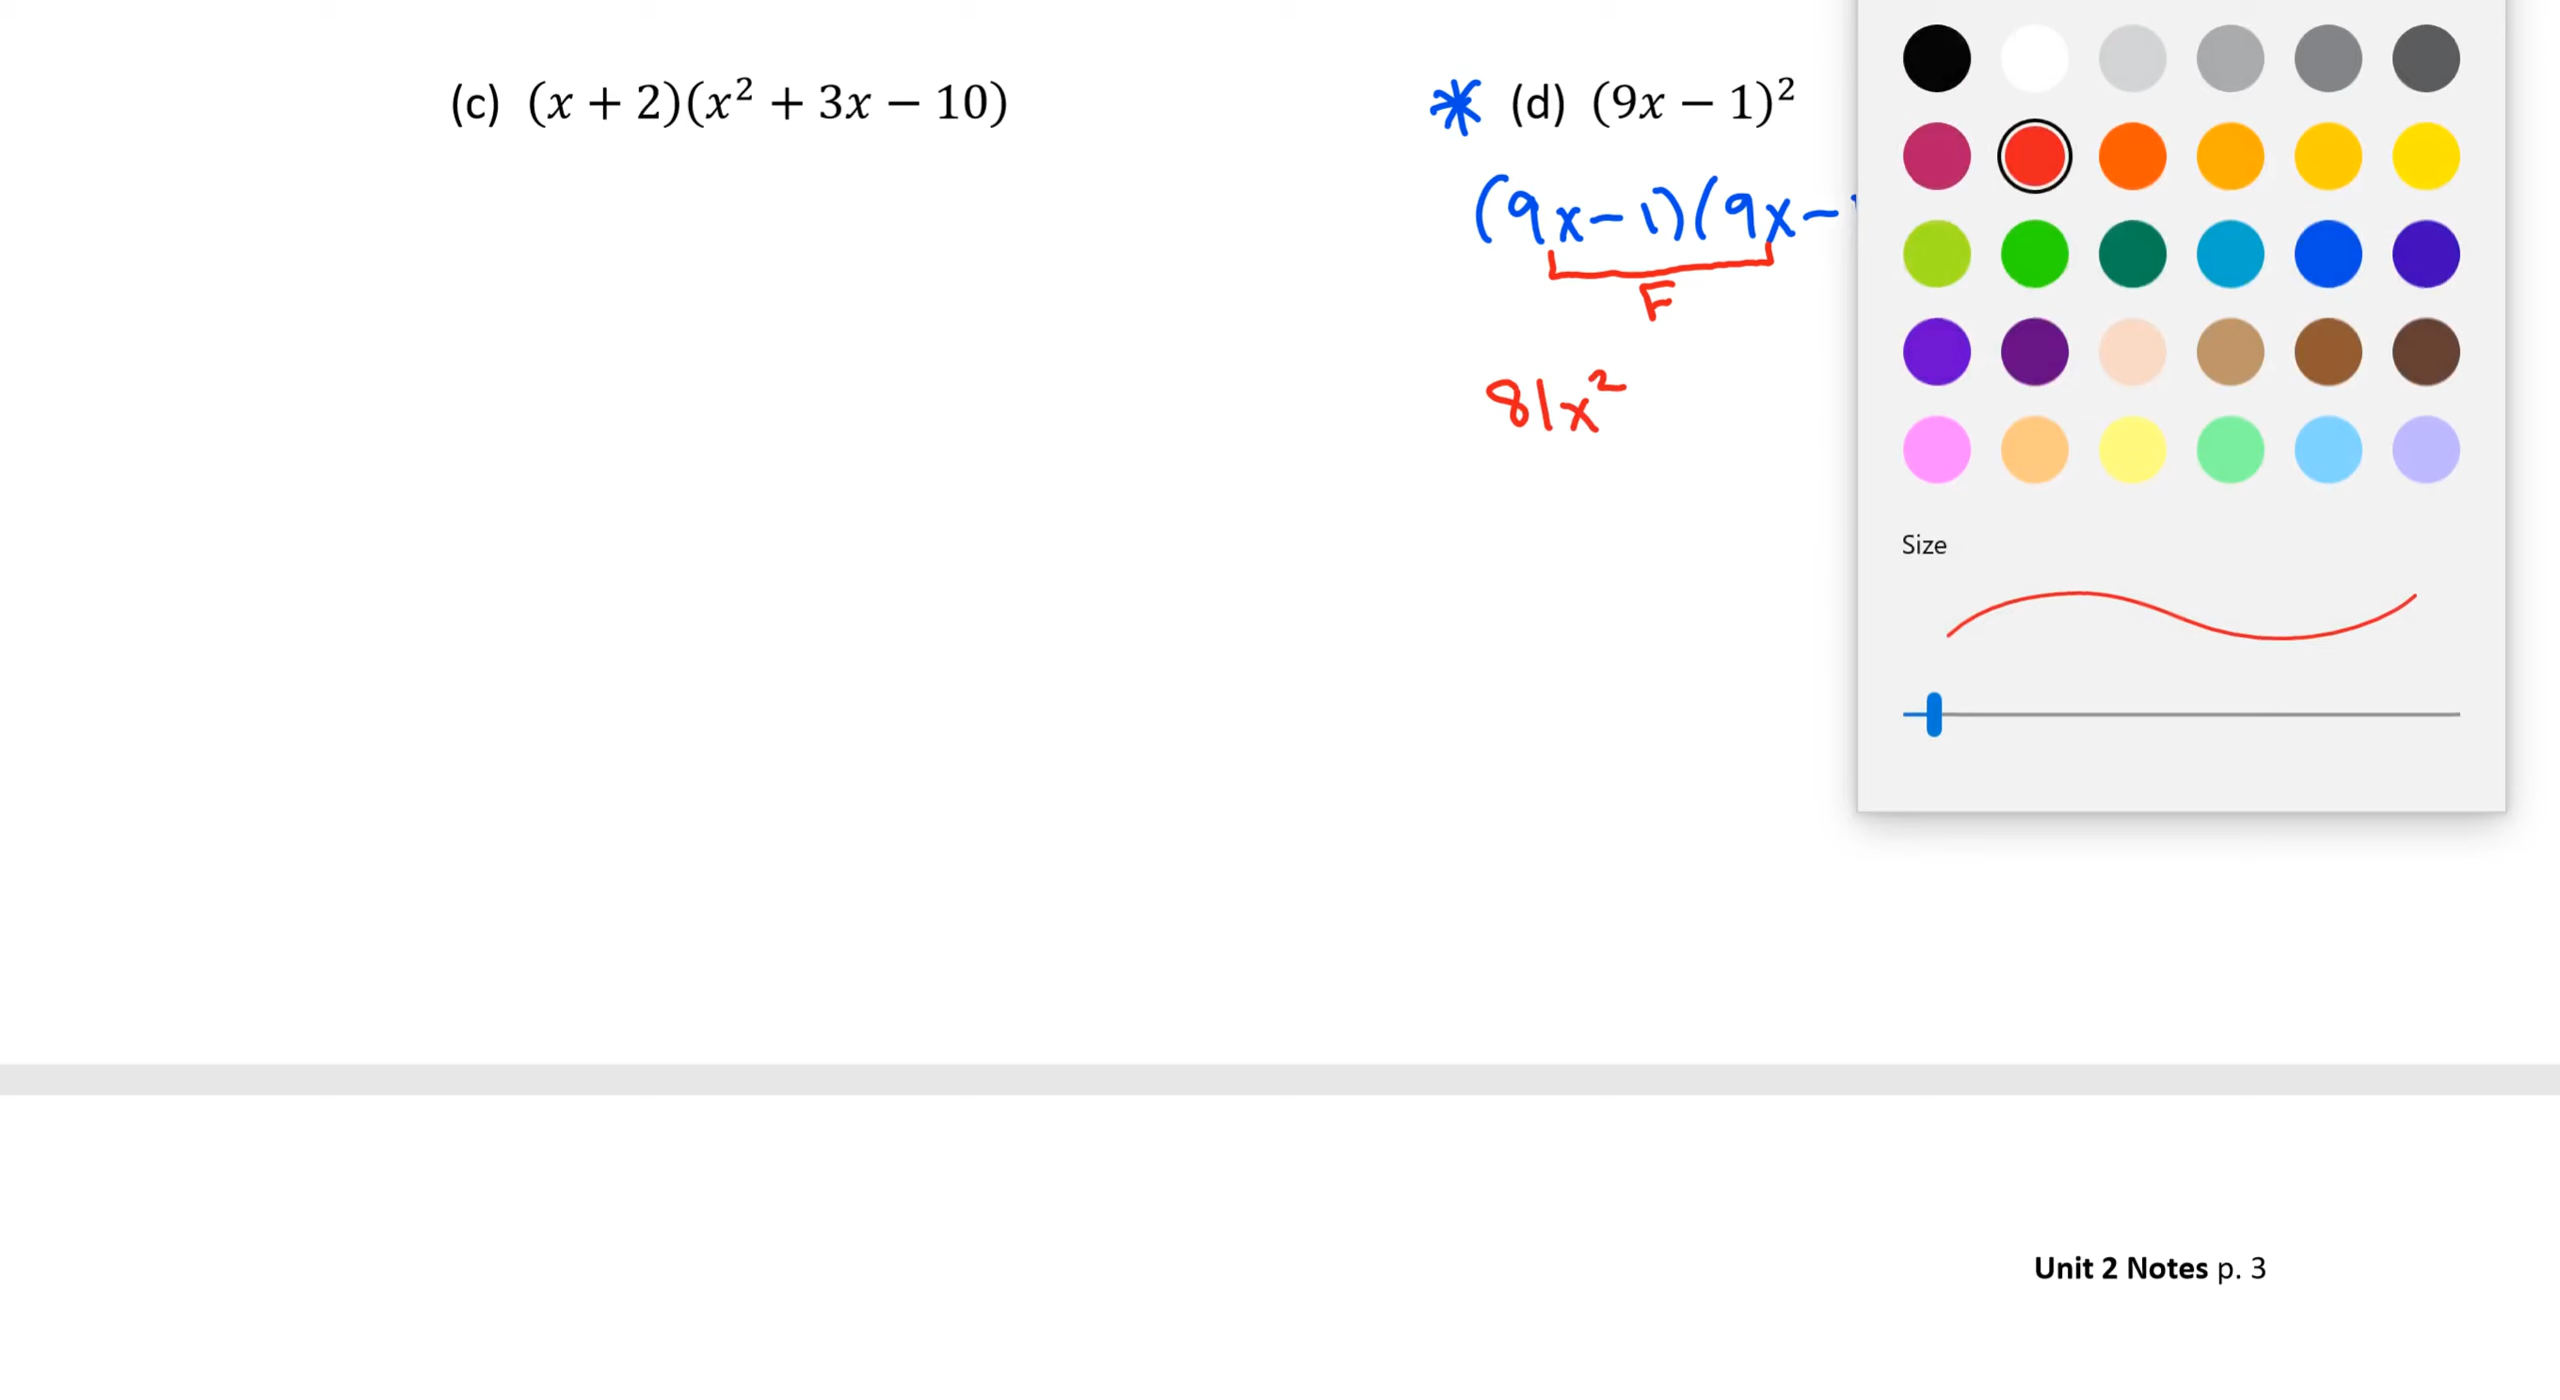 (c) (x + 2)(x² + 3x − 10)
* (d) (9x − 1)²
(9x−1)(9x−
F
81x²
Size
Unit 2 Notes p. 3